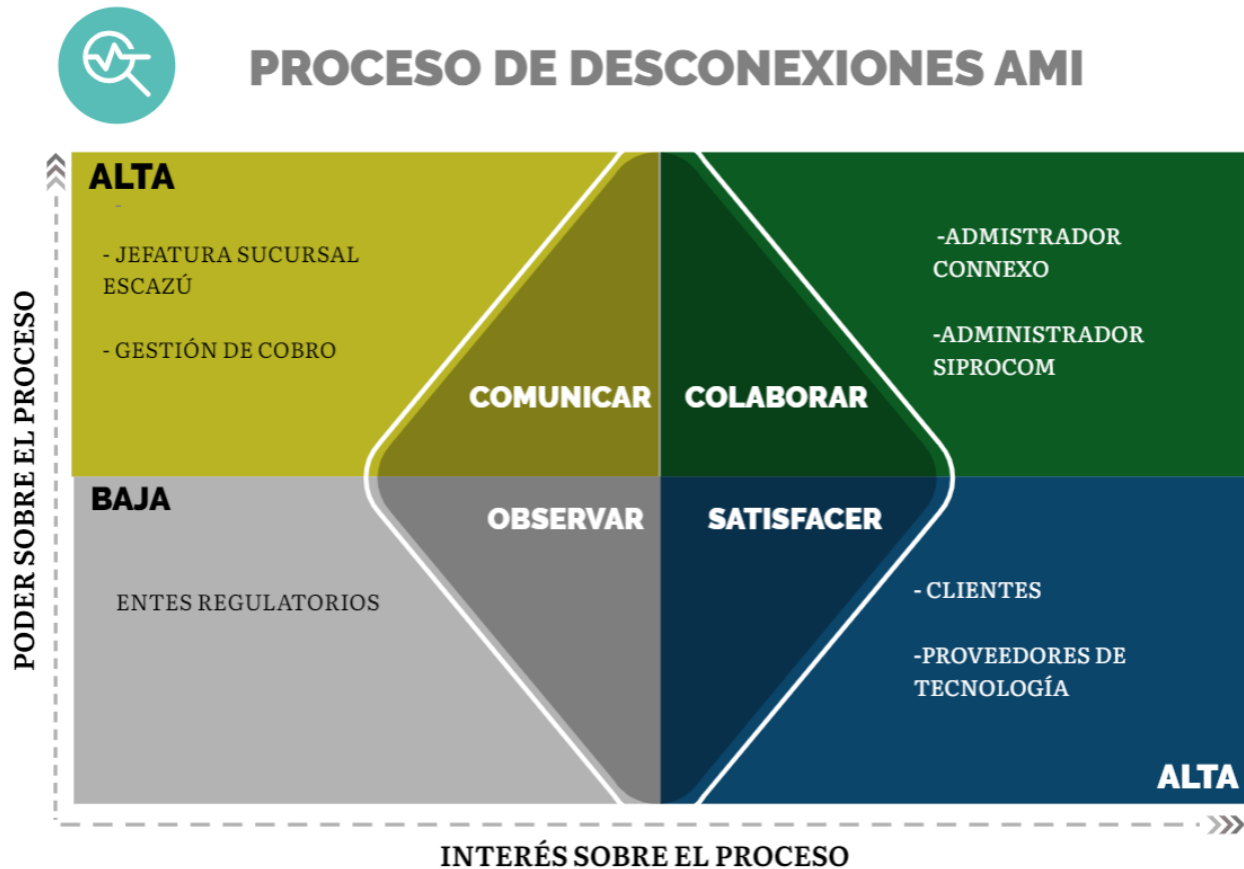 PROCESO DE DESCONEXIONES AMI
ALTA
-
- JEFATURA SUCURSAL
ESCAZÚ
- GESTIÓN DE COBRO
COMUNICAR
-ADMISTRADOR
CONNEXO
-ADMINISTRADOR
SIPROCOM
COLABORAR
BAJA
OBSERVAR
ENTES REGULATORIOS
SATISFACER
- CLIENTES
-PROVEEDORES DE
TECNOLOGÍA
ALTA
PODER SOBRE EL PROCESO
INTERÉS SOBRE EL PROCESO